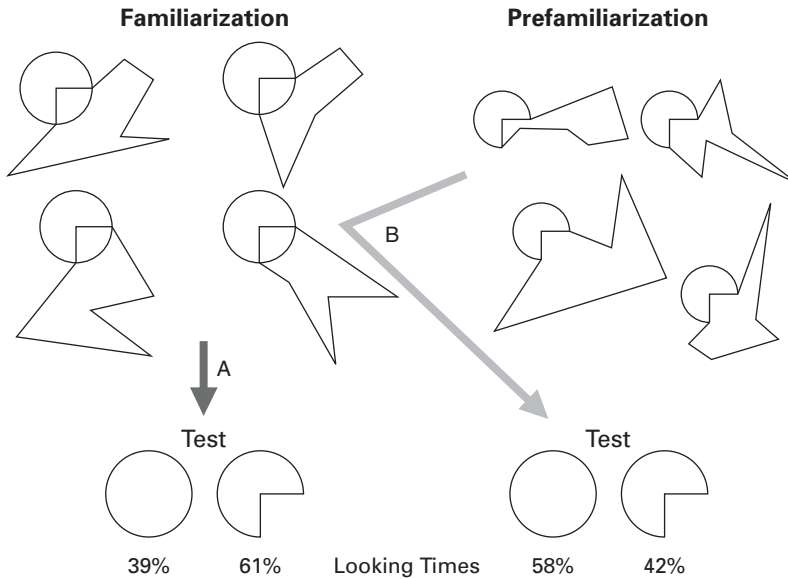 Familiarization
Prefamiliarization
B
A
Test
Test
39% 61% Looking Times 58% 42%